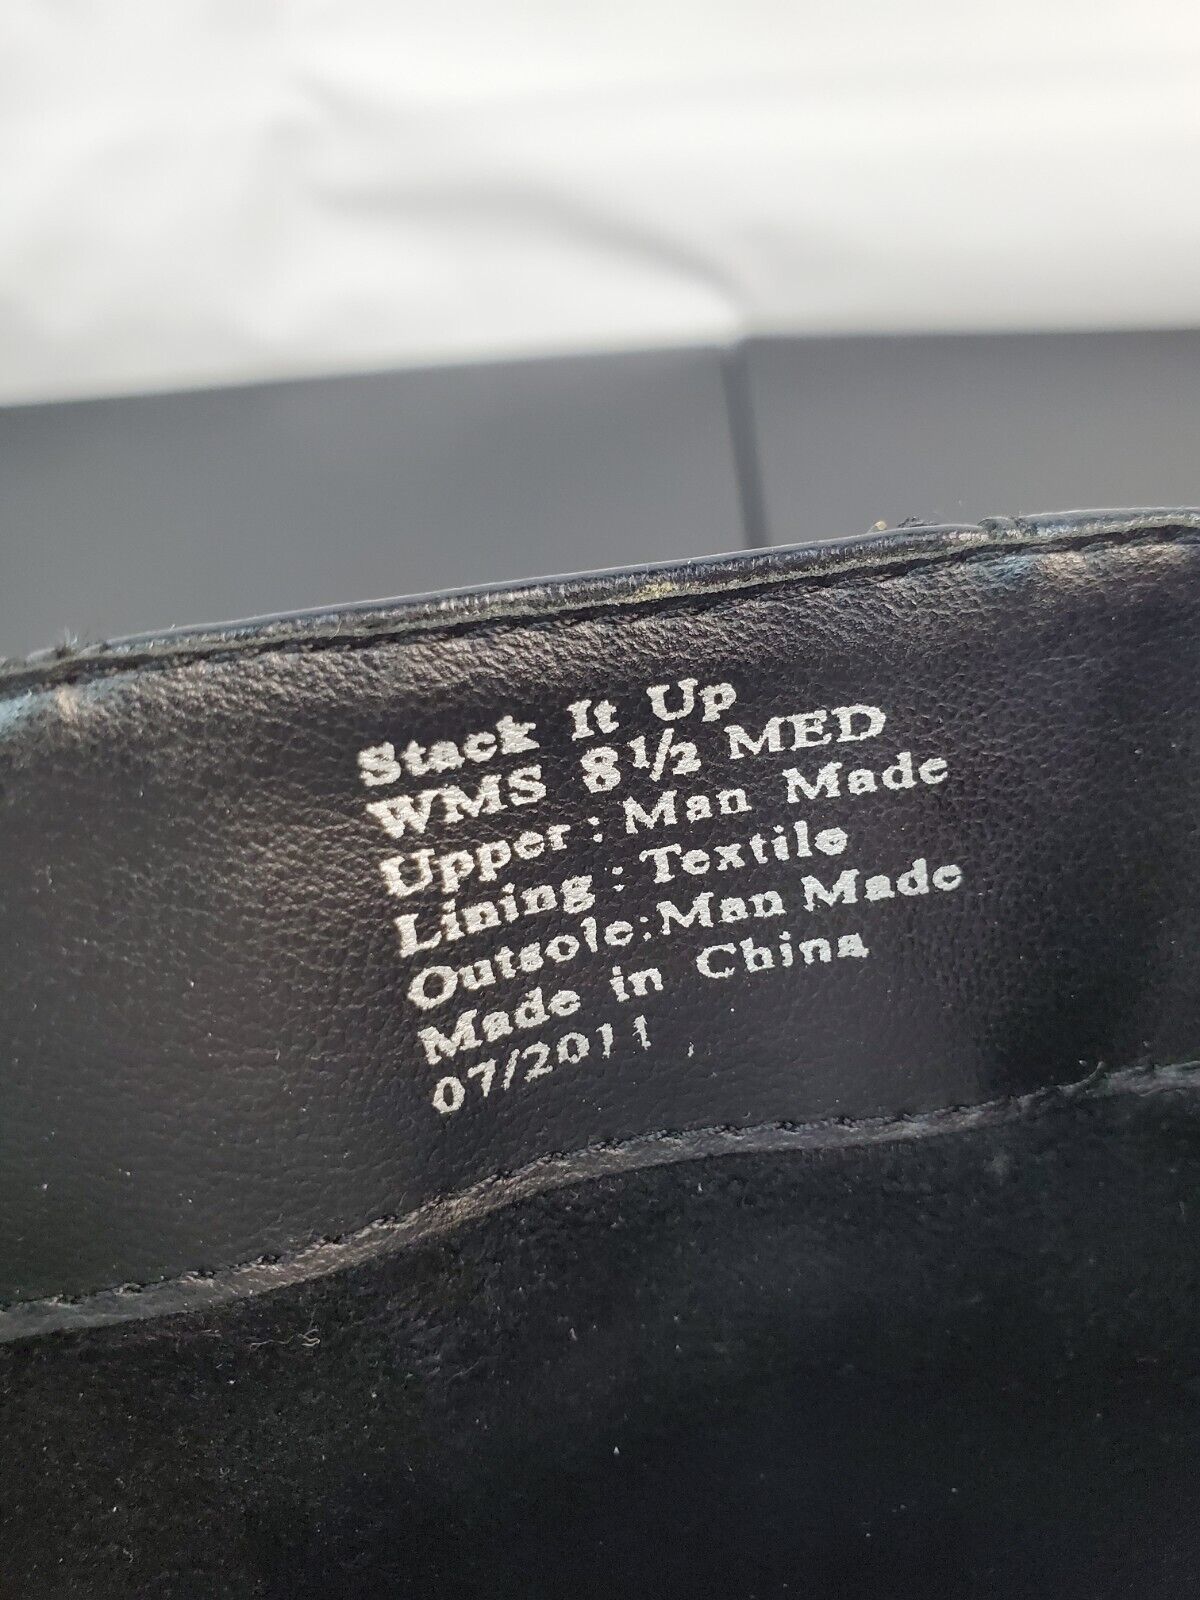 Stack It Up
WMS 8½ MED
Upper: Man Made
Lining: Textile
Outsole: Man Made
Made in China
07/2011